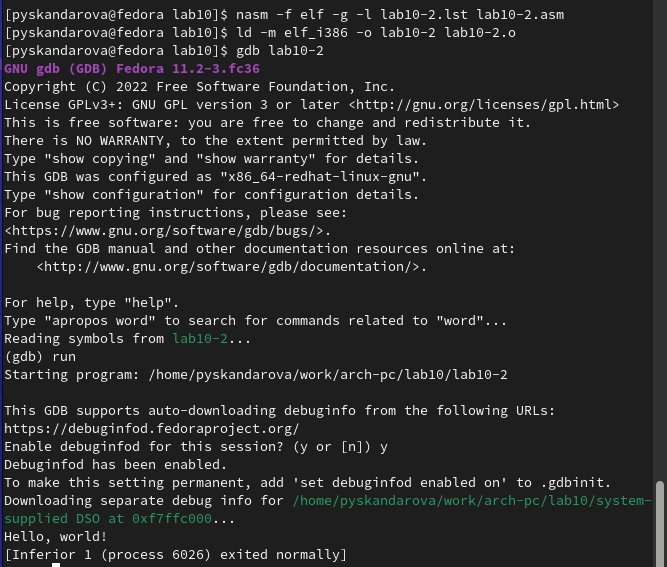 [pyskandarova@fedora lab10]$ nasm -f elf -g -l lab10-2.lst lab10-2.asm
[pyskandarova@fedora lab10]$ ld -m elf_i386 -o lab10-2 lab10-2.o
[pyskandarova@fedora lab10]$ gdb lab10-2
GNU gdb (GDB) Fedora 11.2-3.fc36
Copyright (C) 2022 Free Software Foundation, Inc.
License GPLv3+: GNU GPL version 3 or later <http://gnu.org/licenses/gpl.html>
This is free software: you are free to change and redistribute it.
There is NO WARRANTY, to the extent permitted by law.
Type "show copying" and "show warranty" for details.
This GDB was configured as "x86_64-redhat-linux-gnu".
Type "show configuration" for configuration details.
For bug reporting instructions, please see:
<https://www.gnu.org/software/gdb/bugs/>.
Find the GDB manual and other documentation resources online at:
    <http://www.gnu.org/software/gdb/documentation/>.

For help, type "help".
Type "apropos word" to search for commands related to "word"...
Reading symbols from lab10-2...
(gdb) run
Starting program: /home/pyskandarova/work/arch-pc/lab10/lab10-2

This GDB supports auto-downloading debuginfo from the following URLs:
https://debuginfod.fedoraproject.org/
Enable debuginfod for this session? (y or [n]) y
Debuginfod has been enabled.
To make this setting permanent, add 'set debuginfod enabled on' to .gdbinit.
Downloading separate debug info for /home/pyskandarova/work/arch-pc/lab10/system-
supplied DSO at 0xf7ffc000...
Hello, world!
[Inferior 1 (process 6026) exited normally]